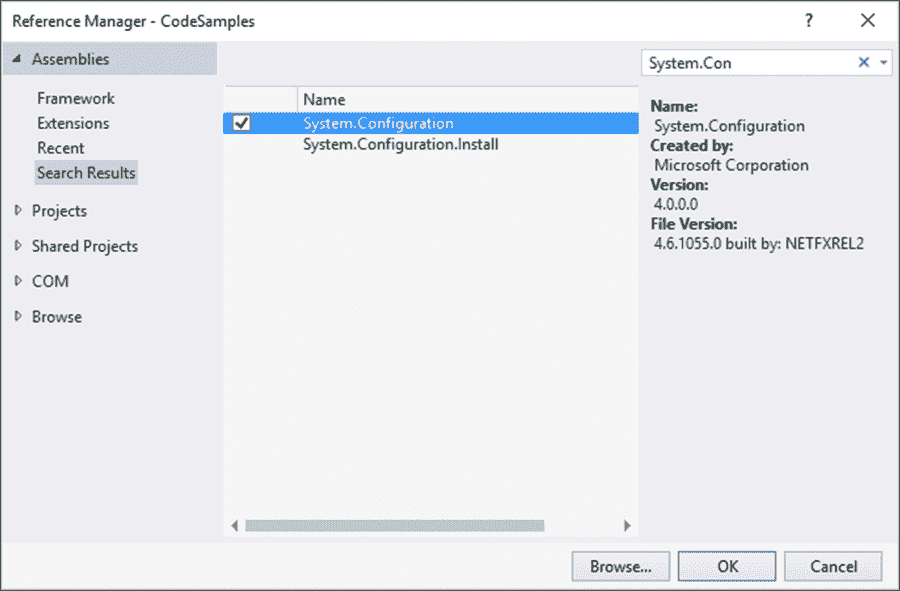 Reference Manager - CodeSamples
?
Assemblies
Framework
Extensions
Recent
Search Results
Projects
Shared Projects
COM
Browse
Name
System.Configuration
System.Configuration.Install
System.Con
Name:
System.Configuration
Created by:
Microsoft Corporation
Version:
4.0.0.0
File Version:
4.6.1055.0 built by: NETFXREL2
Browse...
OK
Cancel